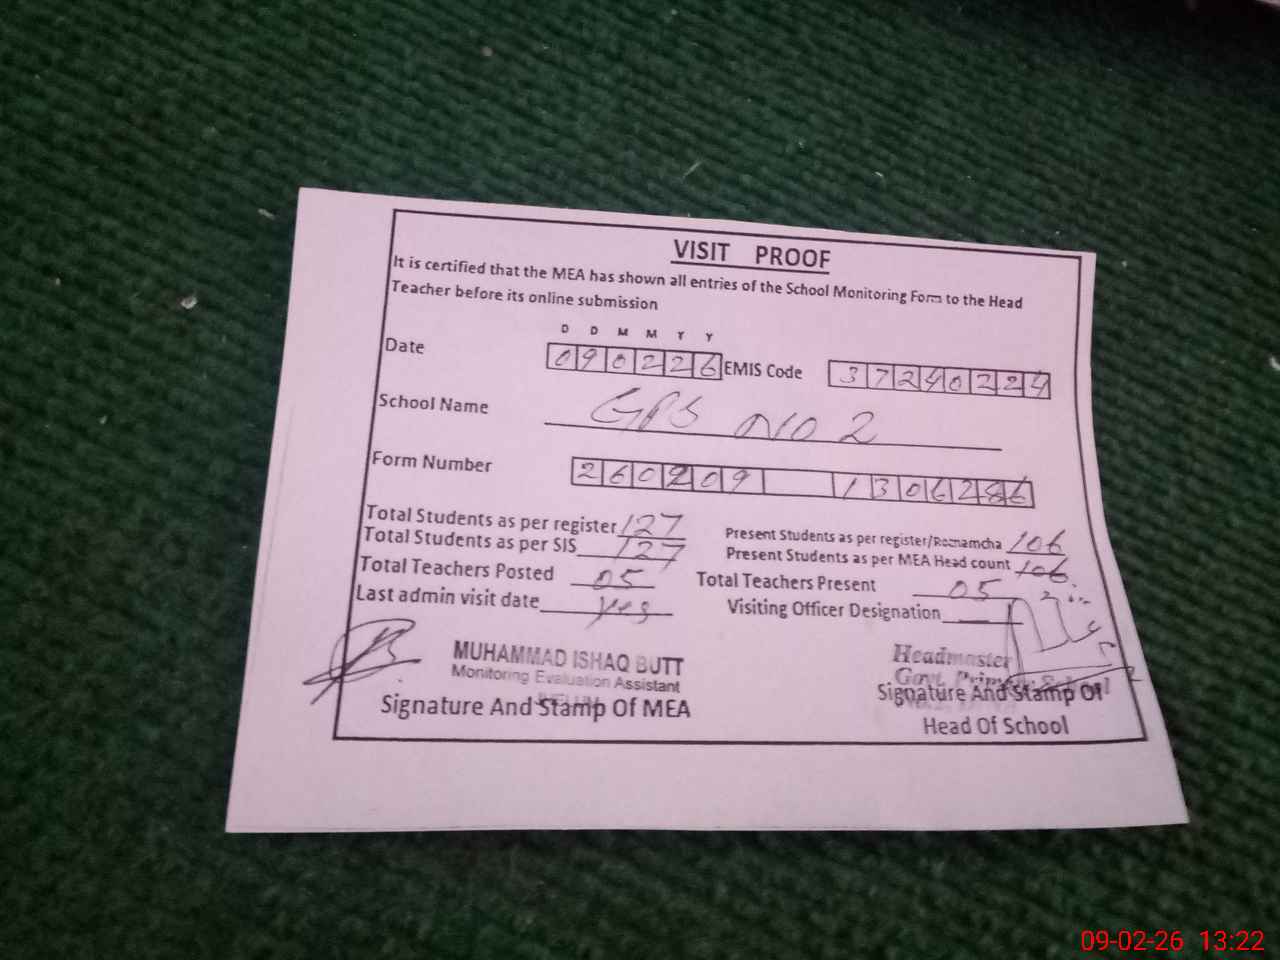 VISIT PROOF
It is certified that the MEA has shown all entries of the School Monitoring Form to the Head
Teacher before its online submission
D D M M Y Y
Date 090226 EMIS Code 37240224
School Name GPS NO 2
Form Number 260209 1306286
Total Students as per register 127 Present Students as per register/Roznamcha 106
Total Students as per SIS 127 Present Students as per MEA Head count 106
Total Teachers Posted 05 Total Teachers Present 05
Last admin visit date yes Visiting Officer Designation
MUHAMMAD ISHAQ BUTT Headmaster
Monitoring Evaluation Assistant Govt. Primary School
Signature And Stamp Of MEA Signature And Stamp Of
Head Of School
09-02-26 13:22